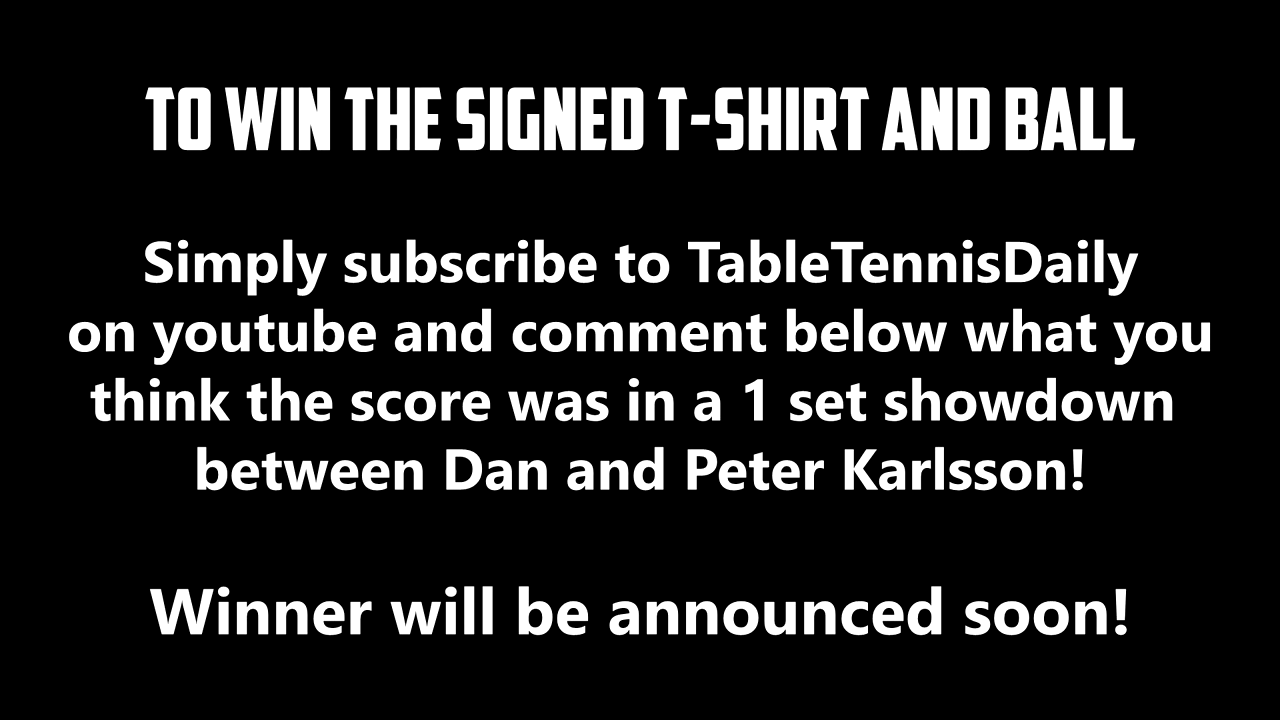 TO WIN THE SIGNED T-SHIRT AND BALL
Simply subscribe to TableTennisDaily
on youtube and comment below what you
think the score was in a 1 set showdown
between Dan and Peter Karlsson!
Winner will be announced soon!